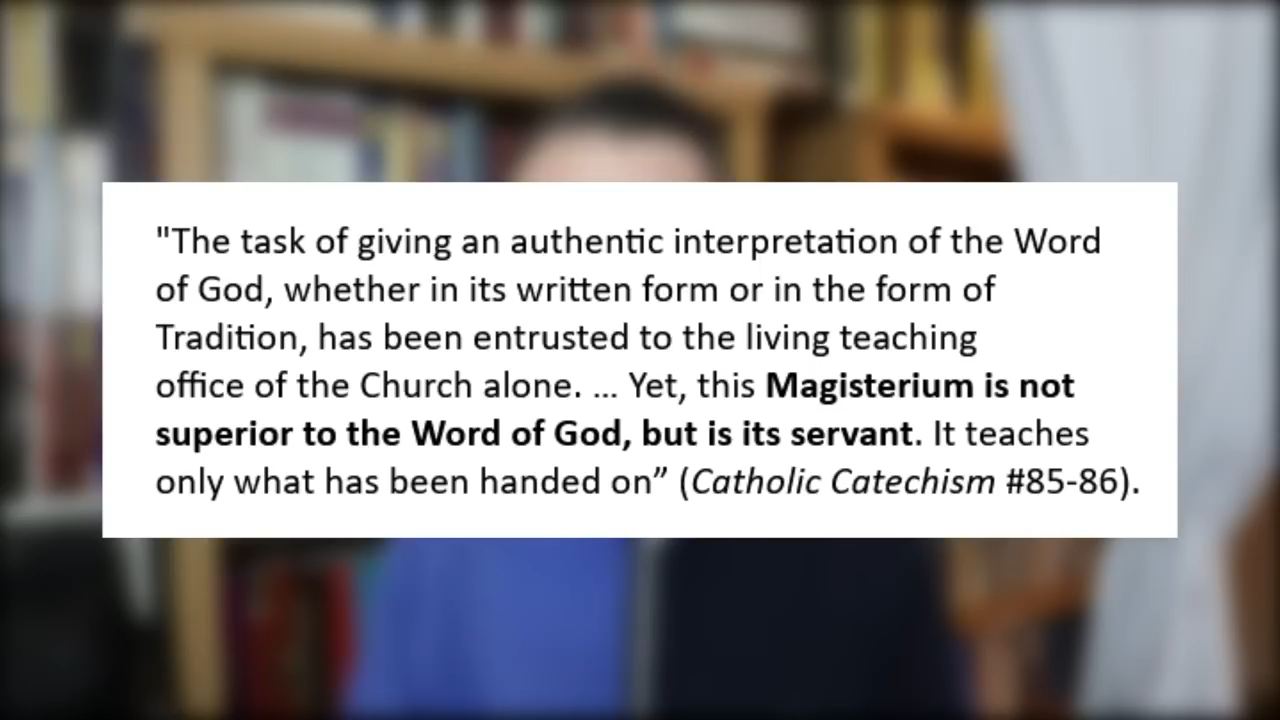 "The task of giving an authentic interpretation of the Word
of God, whether in its written form or in the form of
Tradition, has been entrusted to the living teaching
office of the Church alone. ... Yet, this Magisterium is not
superior to the Word of God, but is its servant. It teaches
only what has been handed on” (Catholic Catechism #85-86).